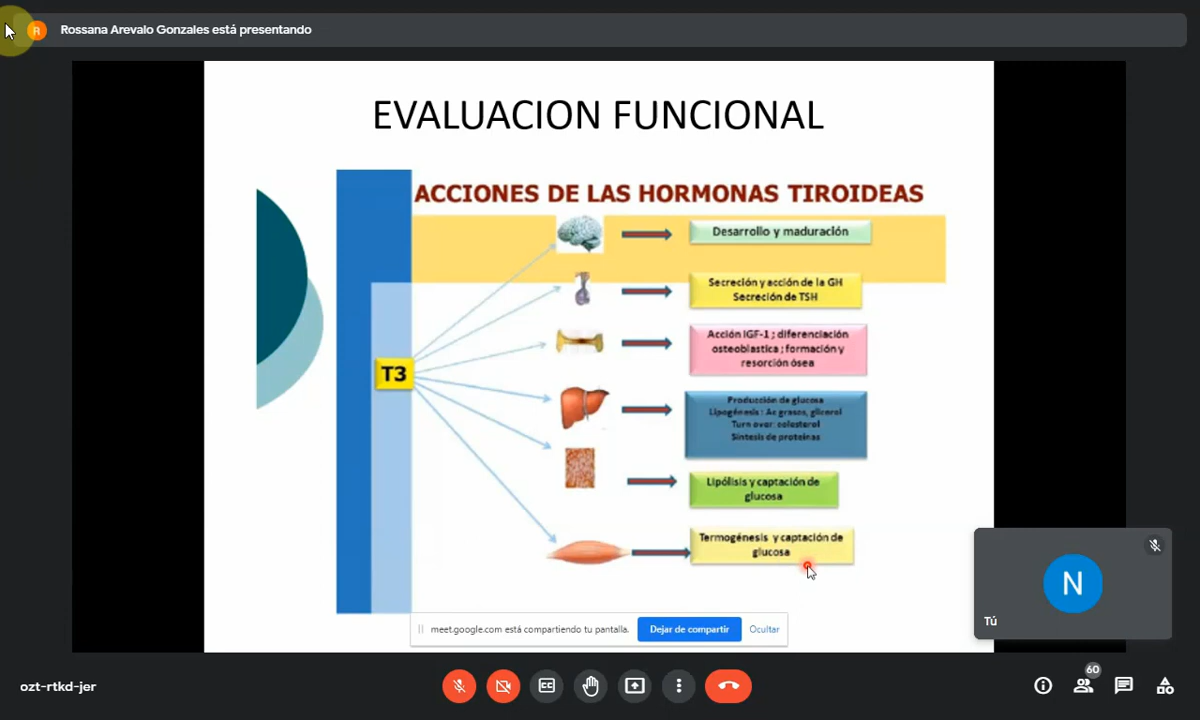 R
Rossana Arevalo Gonzales está presentando
EVALUACION FUNCIONAL
ACCIONES DE LAS HORMONAS TIROIDEAS
Desarrollo y maduración
Secreción y acción de la GH
Secreción de TSH
Acción IGF-1 ; diferenciación
osteoblastica ; formación y
resorción ósea
T3
Producción de glucosa
Lipogénesis : Ac grasos, glicerol
Turn over: colesterol
Síntesis de proteinas
Lipólisis y captación de
glucosa
Termogénesis y captación de
glucosa
N
Tú
meet.google.com está compartiendo tu pantalla.
Dejar de compartir
Ocultar
ozt-rtkd-jer
CC
60